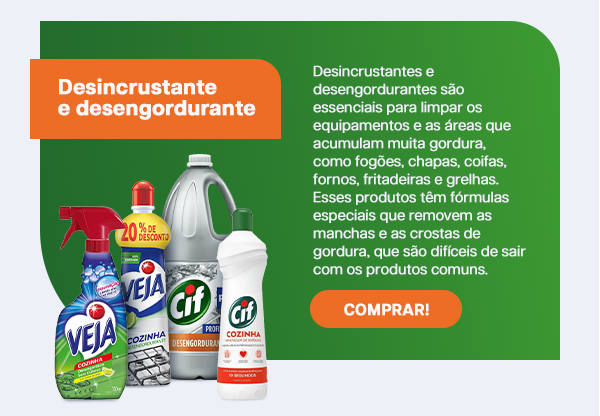 Desincrustante
e desengordurante
Desincrustantes e
desengordurantes são
essenciais para limpar os
equipamentos e as áreas que
acumulam muita gordura,
como fogões, chapas, coifas,
fornos, fritadeiras e grelhas.
Esses produtos têm fórmulas
especiais que removem as
manchas e as crostas de
gordura, que são difíceis de sair
com os produtos comuns.
COMPRAR!
20% DE
DESCONTO
VEJA
COZINHA
DESENGORDURANTE
VEJA
COZINHA
Cif
PROF
DESENGORDURAN
Cif
COZINHA
10 SEGUNDOS